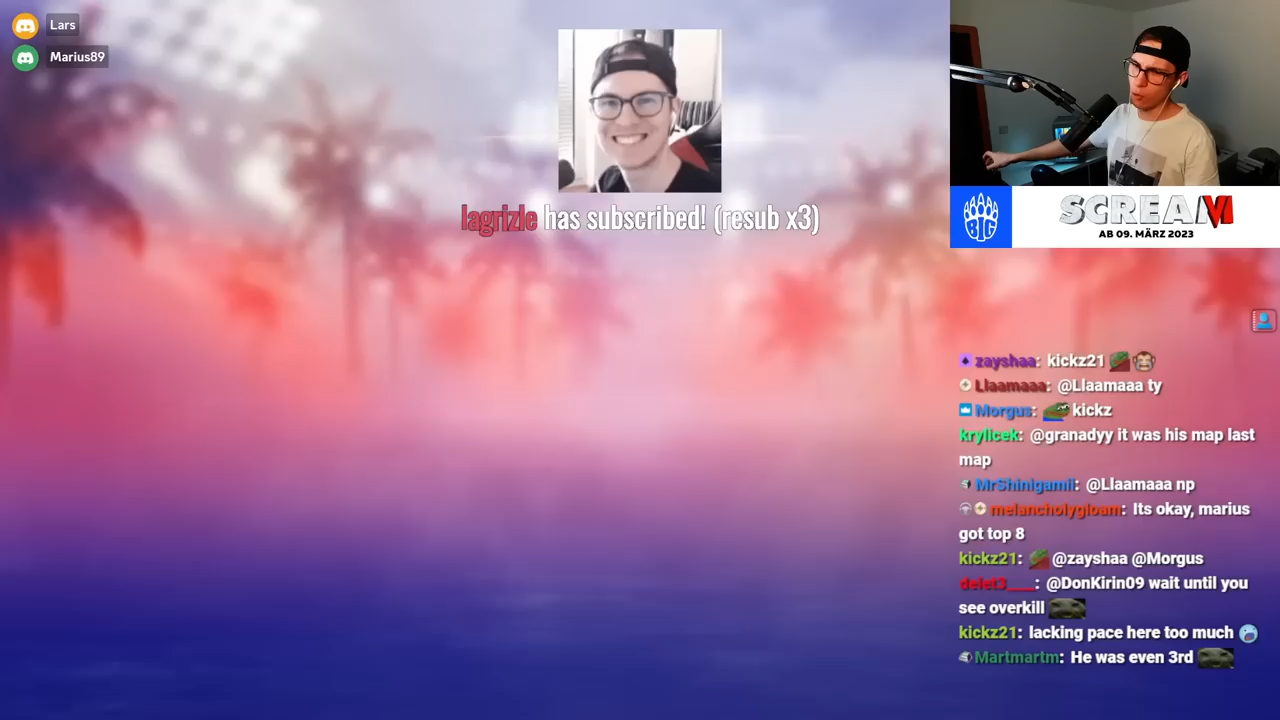 Lars
Marius89
lagrizle has subscribed! (resub x3)
BIG
SCREAM VI
AB 09. MÄRZ 2023
zayshaa: kickz21
Llaamaaa: @Llaamaaa ty
Morgus: kickz
krylicek: @granadyy it was his map last
map
MrShinigamii: @Llaamaaa np
melancholygloam: Its okay, marius
got top 8
kickz21: @zayshaa @Morgus
delet3___: @DonKirin09 wait until you
see overkill
kickz21: lacking pace here too much
Martmartm: He was even 3rd